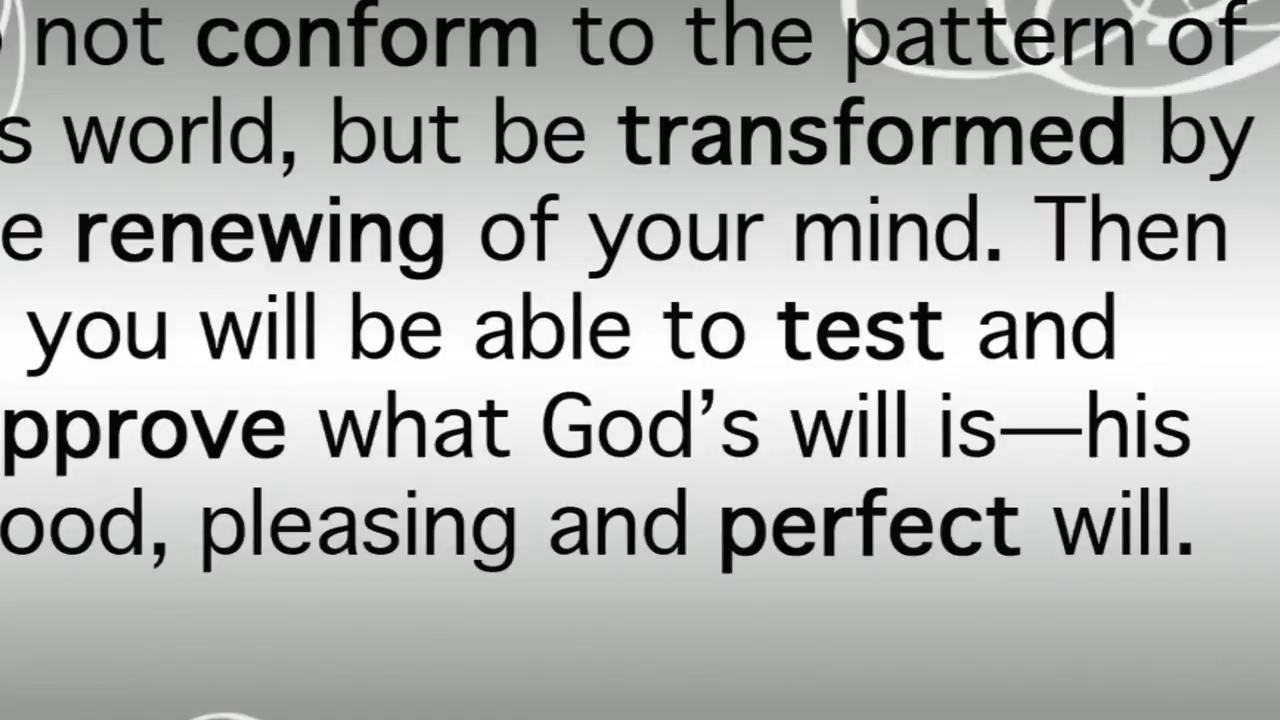 not conform to the pattern of
world, but be transformed by
renewing of your mind. Then
you will be able to test and
pprove what God’s will is—his
ood, pleasing and perfect will.